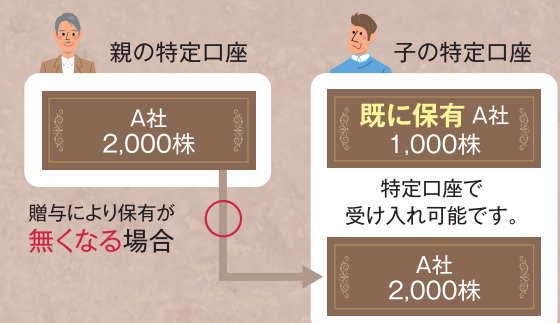 親の特定口座
A社
2,000株
贈与により保有が
無くなる場合
子の特定口座
既に保有 A社
1,000株
特定口座で
受け入れ可能です。
A社
2,000株